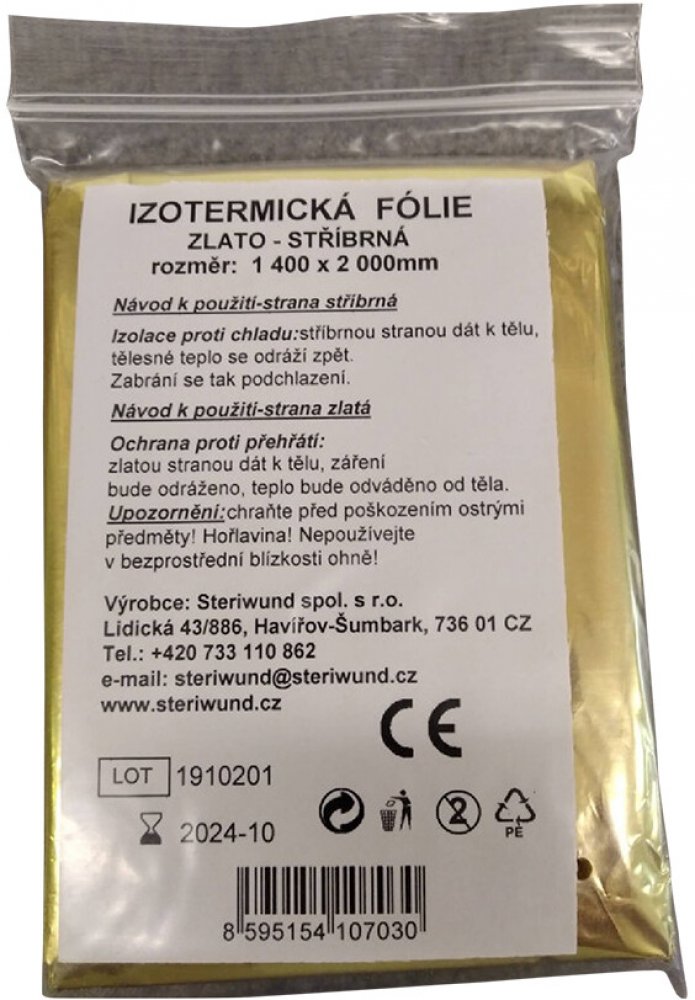 IZOTERMICKÁ FÓLIE
ZLATO - STŘÍBRNÁ
rozměr: 1 400 x 2 000mm
Návod k použití-strana stříbrná
Izolace proti chladu:stříbrnou stranou dát k tělu,
tělesné teplo se odráží zpět.
Zabrání se tak podchlazení.
Návod k použití-strana zlatá
Ochrana proti přehřátí:
zlatou stranou dát k tělu, záření
bude odráženo, teplo bude odváděno od těla.
Upozornění:chraňte před poškozením ostrými
předměty! Hořlavina! Nepoužívejte
v bezprostřední blízkosti ohně!
Výrobce: Steriwund spol. s r.o.
Lidická 43/886, Havířov-Šumbark, 736 01 CZ
Tel.: +420 733 110 862
e-mail: steriwund@steriwund.cz
www.steriwund.cz
CE
LOT 1910201
2024-10
2
PE
8 595154 107030